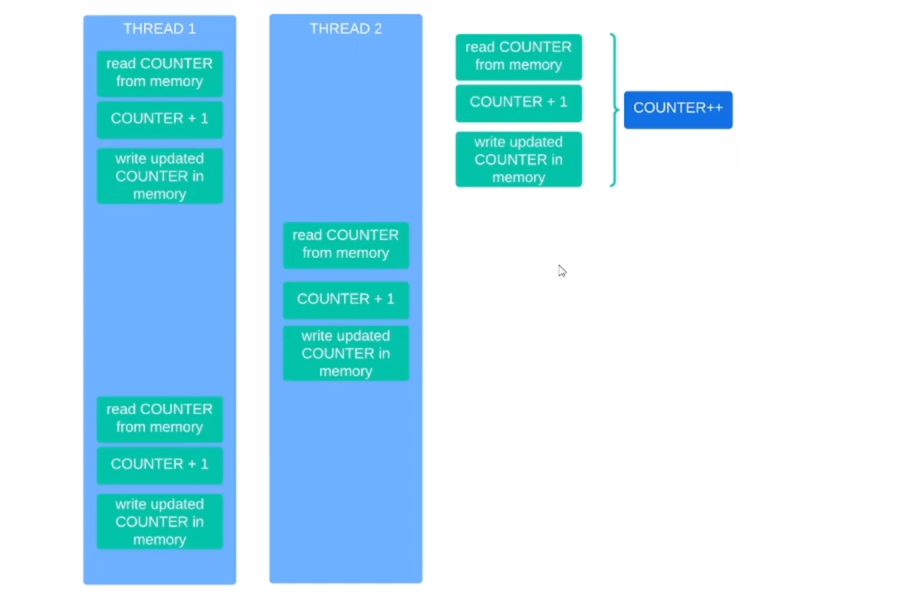 THREAD 1
read COUNTER
from memory
COUNTER + 1
write updated
COUNTER in
memory
read COUNTER
from memory
COUNTER + 1
write updated
COUNTER in
memory
THREAD 2
read COUNTER
from memory
COUNTER + 1
write updated
COUNTER in
memory
read COUNTER
from memory
COUNTER + 1
write updated
COUNTER in
memory
COUNTER++